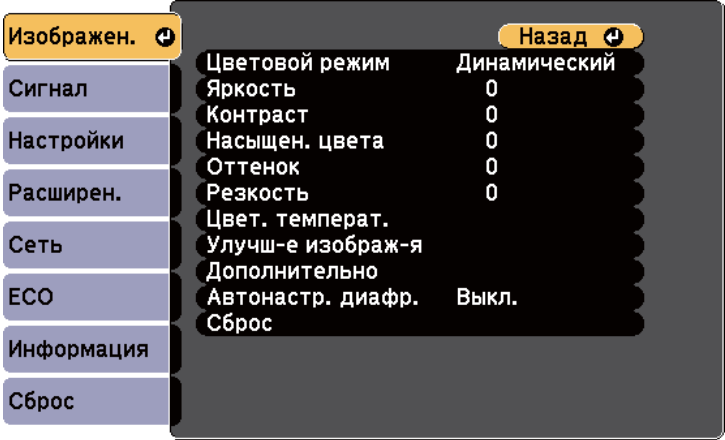 Изображен.
Сигнал
Настройки
Расширен.
Сеть
ECO
Информация
Сброс
Назад
Цветовой режим Динамический
Яркость 0
Контраст 0
Насыщен. цвета 0
Оттенок 0
Резкость 0
Цвет. температ.
Улучш-е изображ-я
Дополнительно
Автонастр. диафр. Выкл.
Сброс